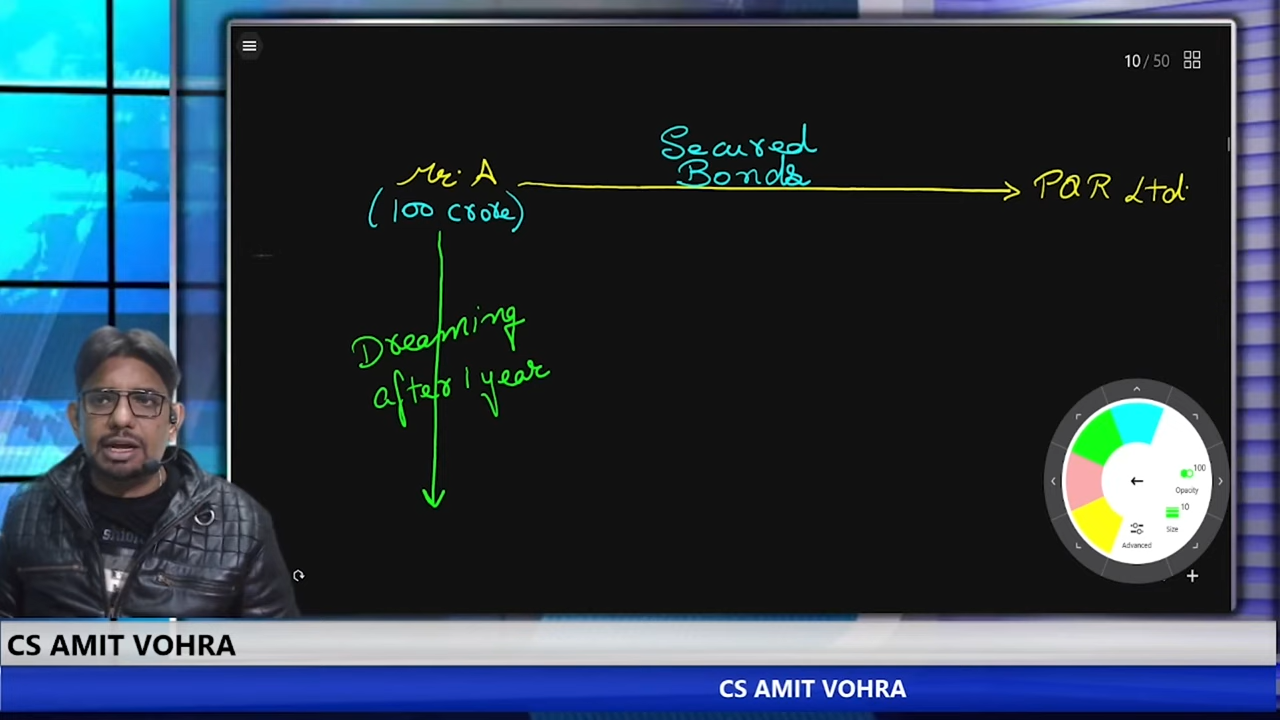 10 / 50
Secured
Bonds
Mr. A
(100 crore)
PQR Ltd.
Dreaming
after 1 year
100
Opacity
10
Size
Advanced
CS AMIT VOHRA
CS AMIT VOHRA